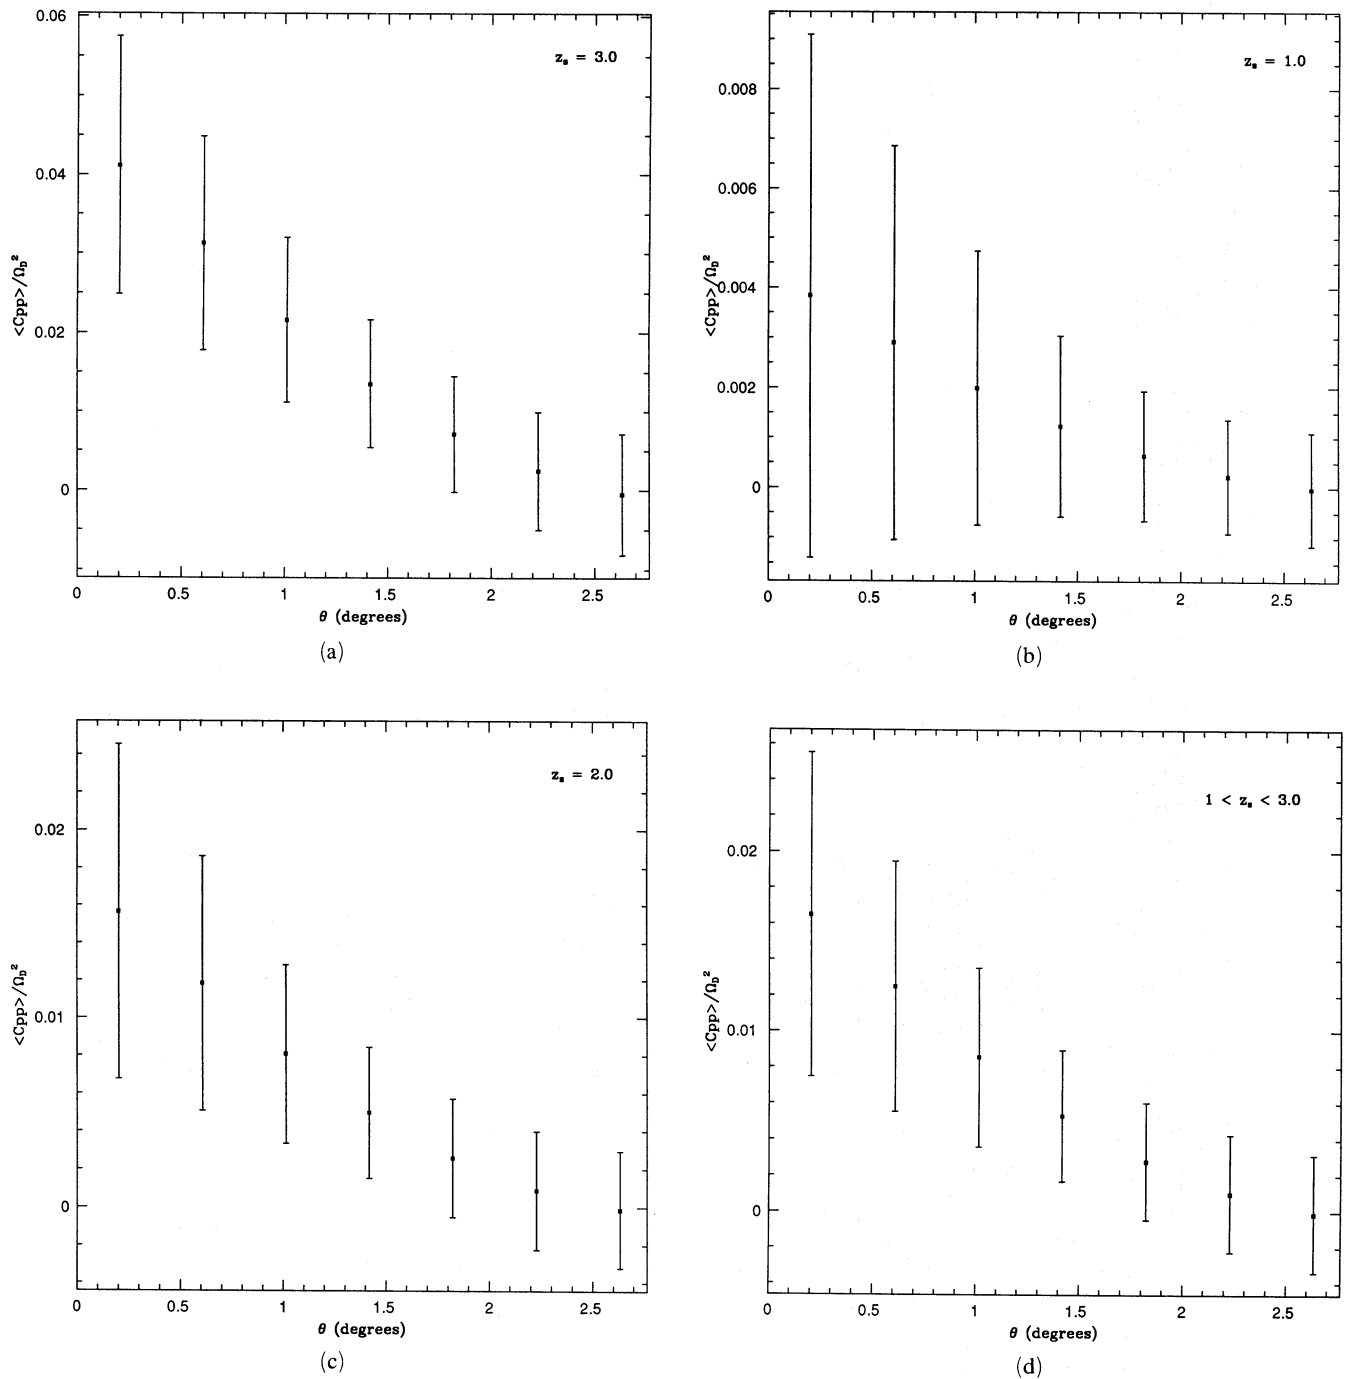 0.06
0.04
0.02
0
<Cpp>/Ω_D²
z_s = 3.0
0 0.5 1 1.5 2 2.5
θ (degrees)
(a)
0.008
0.006
0.004
0.002
0
<Cpp>/Ω_D²
z_s = 1.0
0 0.5 1 1.5 2 2.5
θ (degrees)
(b)
0.02
0.01
0
<Cpp>/Ω_D²
z_s = 2.0
0 0.5 1 1.5 2 2.5
θ (degrees)
(c)
0.02
0.01
0
<Cpp>/Ω_D²
1 < z_s < 3.0
0 0.5 1 1.5 2 2.5
θ (degrees)
(d)